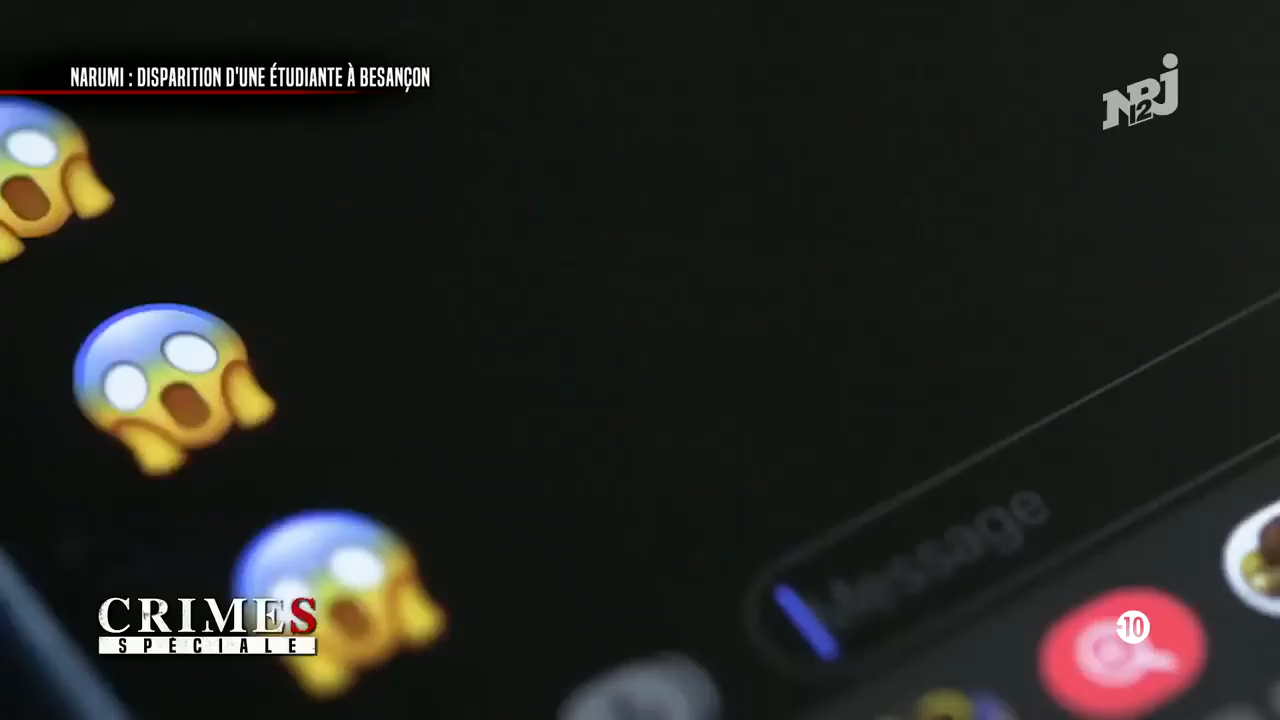 NARUMI : DISPARITION D'UNE ÉTUDIANTE À BESANÇON
NRJ
12
Message
CRIMES
SPÉCIALE
-10